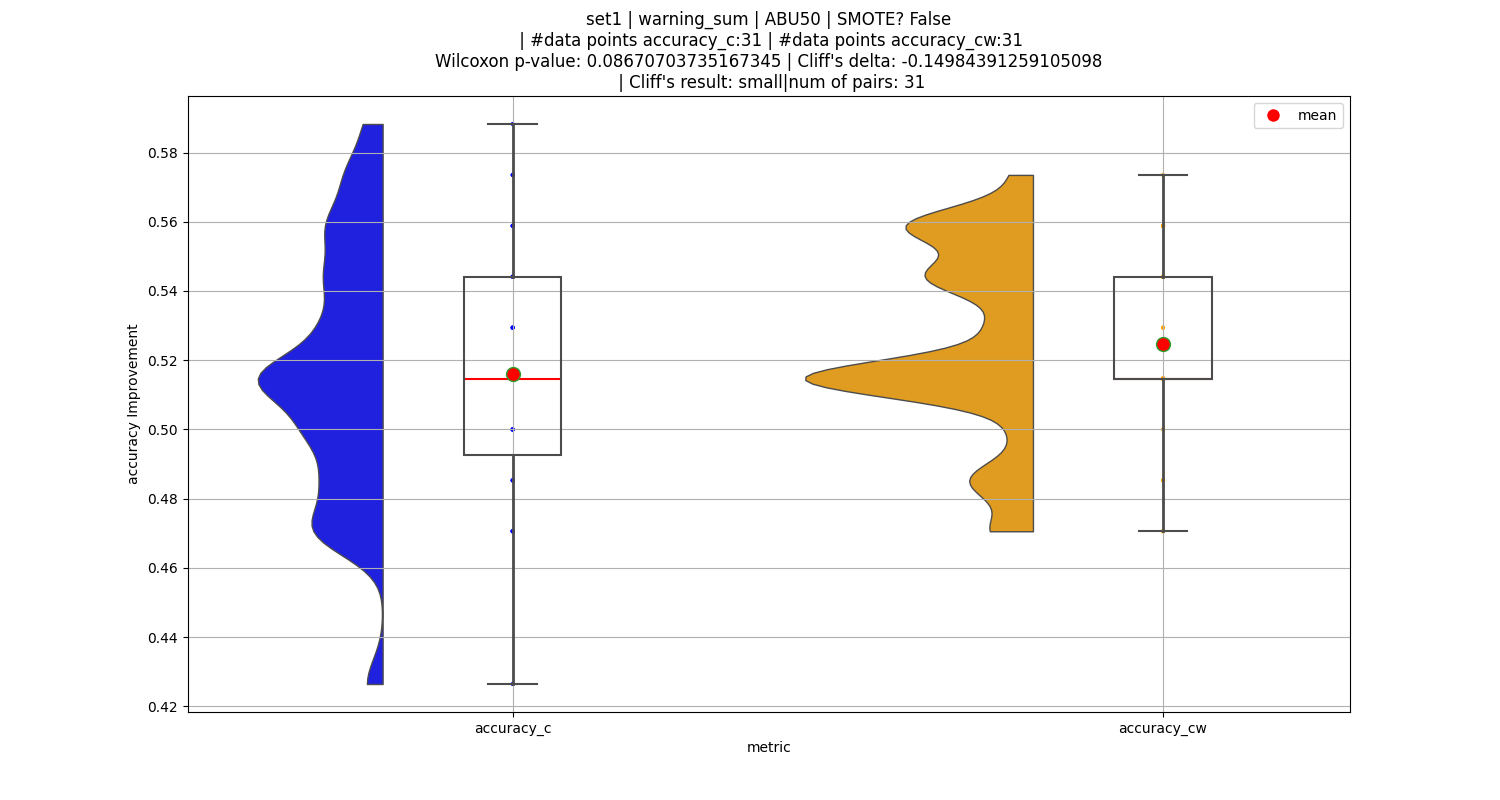 set1 | warning_sum | ABU50 | SMOTE? False
| #data points accuracy_c:31 | #data points accuracy_cw:31
Wilcoxon p-value: 0.08670703735167345 | Cliff's delta: -0.14984391259105098
| Cliff's result: small|num of pairs: 31
mean
0.58
0.56
0.54
0.52
0.50
0.48
0.46
0.44
0.42
accuracy Improvement
accuracy_c
accuracy_cw
metric